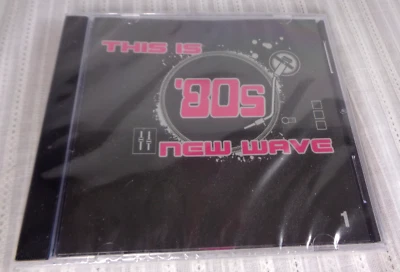 THIS IS
'80s
NEW WAVE
1